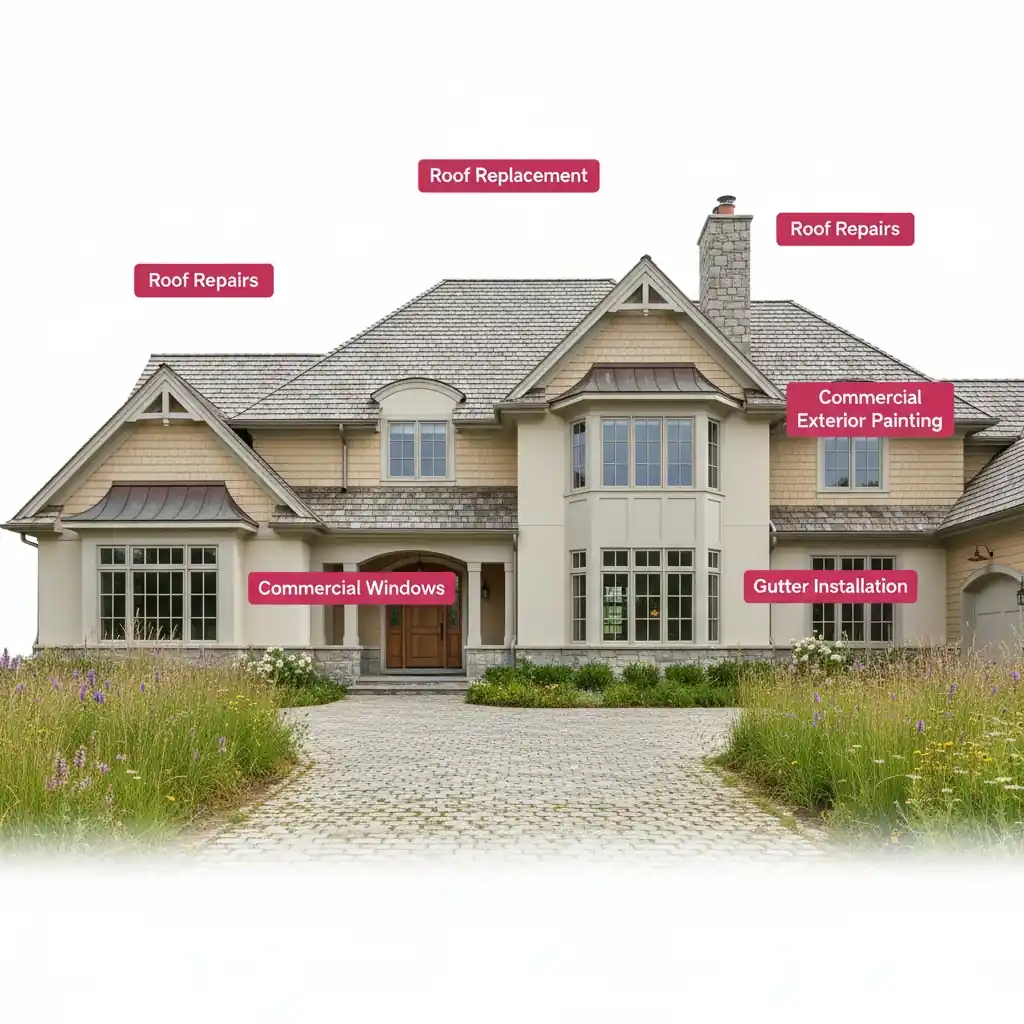 Roof Replacement
Roof Repairs
Roof Repairs
Commercial
Exterior Painting
Commercial Windows
Gutter Installation